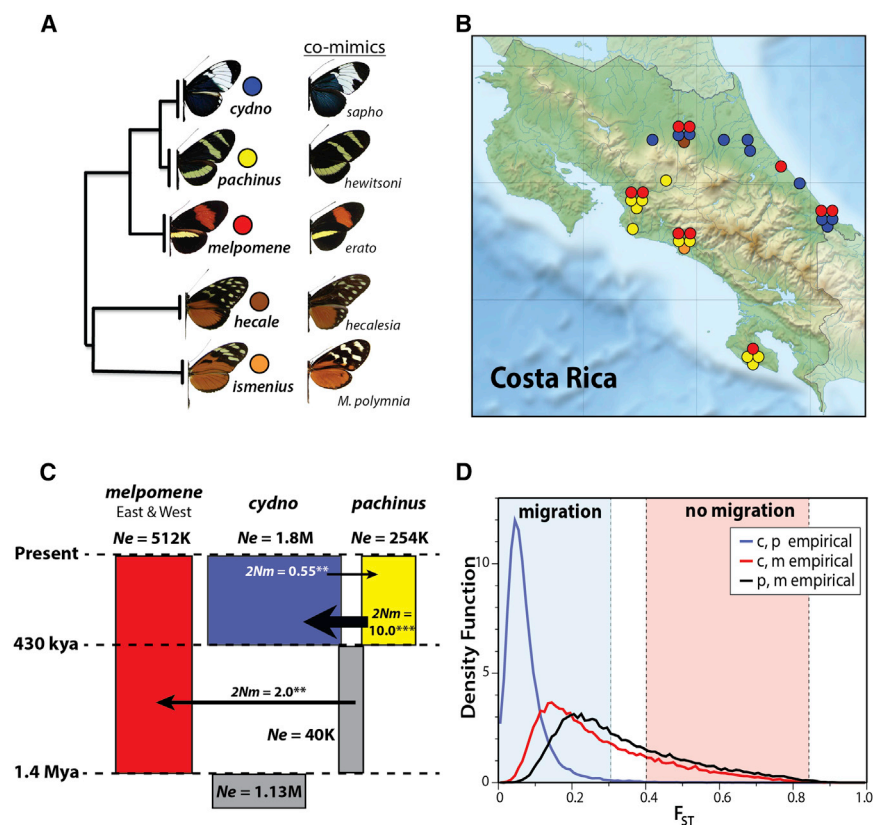 A
co-mimics
cydno
sapho
pachinus
hewitsoni
melpomene
erato
hecale
hecalesia
ismenius
M. polymnia
B
Costa Rica
C
melpomene
East & West
cydno
pachinus
Ne = 512K
Ne = 1.8M
Ne = 254K
Present
2Nm = 0.55**
2Nm =
10.0***
430 kya
2Nm = 2.0**
Ne = 40K
1.4 Mya
Ne = 1.13M
D
migration
no migration
c, p empirical
c, m empirical
p, m empirical
Density Function
10
5
0
0
0.2
0.4
0.6
0.8
1.0
FST